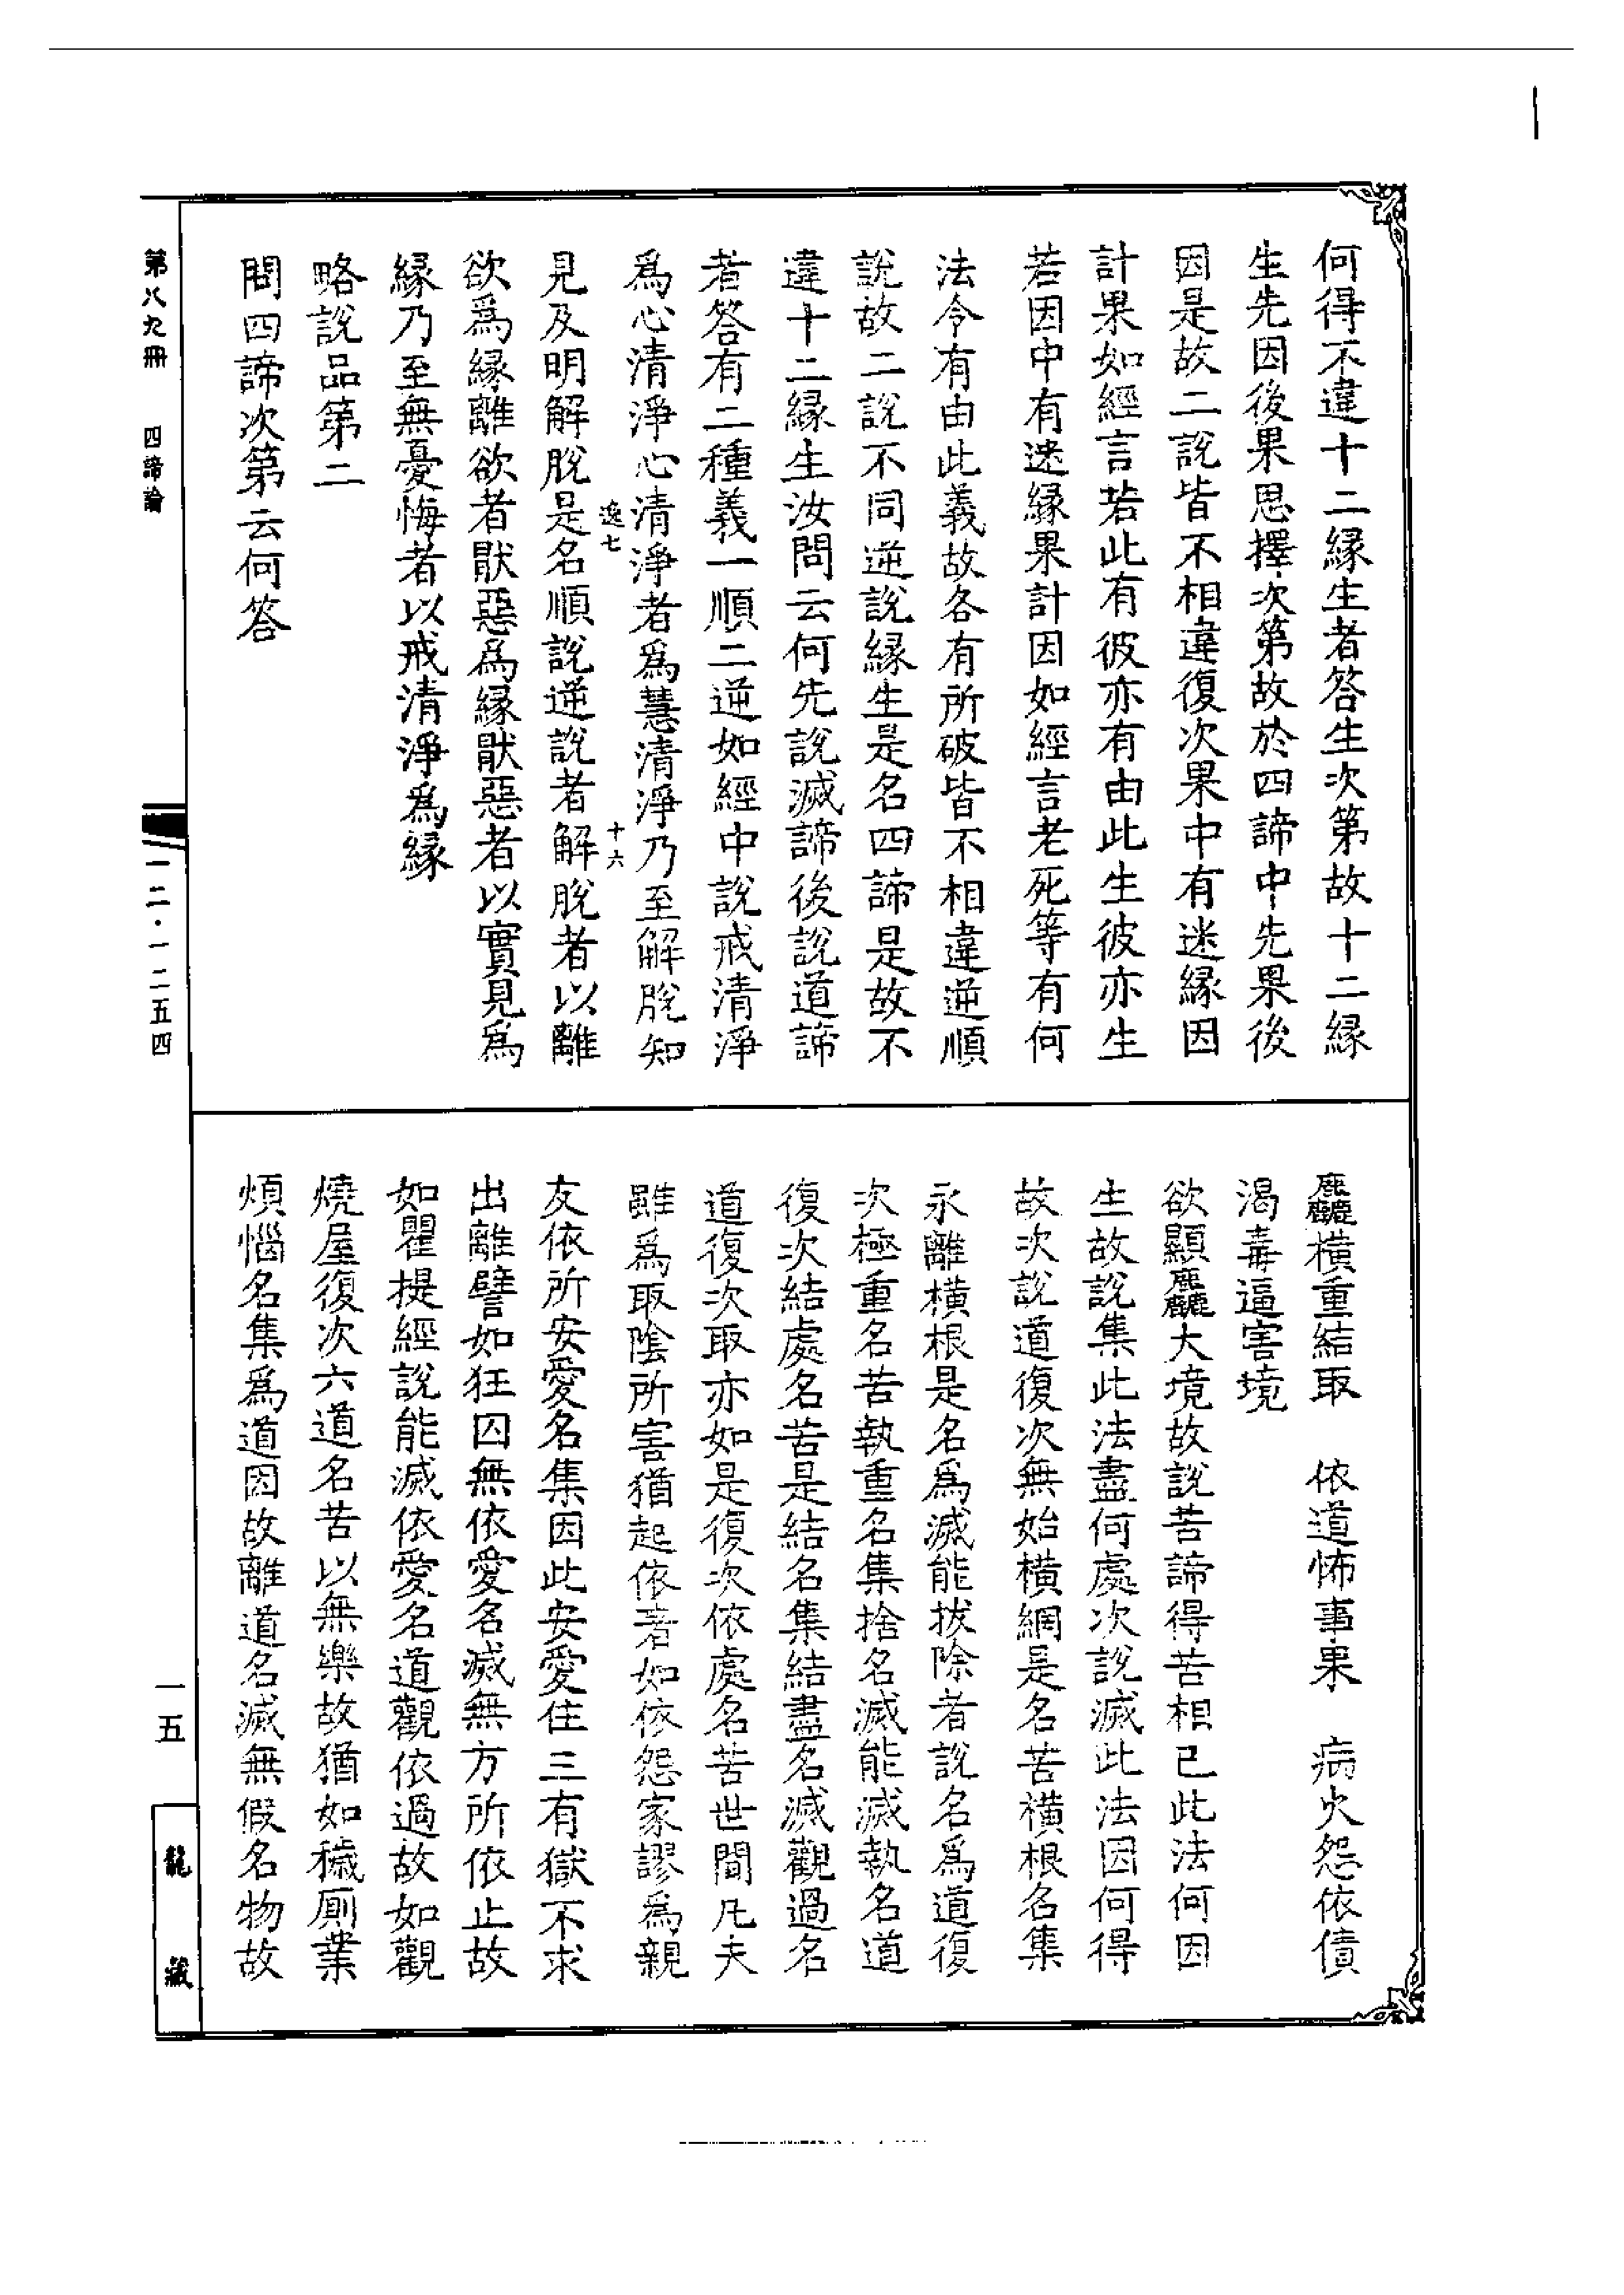 何得不違十二縁生者答生次第故十二縁
生先因後果思擇次第故於四諦中先果後
因是故二說皆不相違復次果中有迷縁因
計果如經言若此有彼亦有由此生彼亦生
若因中有迷縁果計因如經言老死等有何
法今有由此義故各有所破皆不相違逆順
說故二說不同逆說縁生是名四諦是故不
違十二縁生汝問云何先說滅諦後說道諦
者答有二種義一順二逆如經中說戒清淨
爲心清淨心清淨者爲慧清淨乃至解脫知
逸七
十六
見及明解脫是名順說逆說者解脫者以離
欲爲縁離欲者猒惡爲縁猒惡者以實見爲
縁乃至無憂悔者以戒清淨爲縁
略說品第二
問四諦次第云何答
麤橫重結取　依道怖事果　病火怨依債
渴毒逼害境
欲顯麤大境故說苦諦得苦相已此法何因
生故說集此法盡何處次說滅此法因何得
故次說道復次無始橫網是名苦橫根名集
永離橫根是名爲滅能拔除者說名爲道復
次極重名苦執重名集捨名滅能滅執名道
復次結處名苦是結名集結盡名滅觀過名
道復次取亦如是復次依處名苦世間凡夫
雖爲取陰所害猶起依著如依怨家謬爲親
友依所安愛名集因此安愛住三有獄不求
出離譬如狂囚無依愛名滅無方所依止故
如瞿提經說能滅依愛名道觀依過故如觀
燒屋復次六道名苦以無樂故猶如穢厠業
煩惱名集爲道因故離道名滅無假名物故
第八九冊
四諦論
一二·一二五四
一五
龍藏